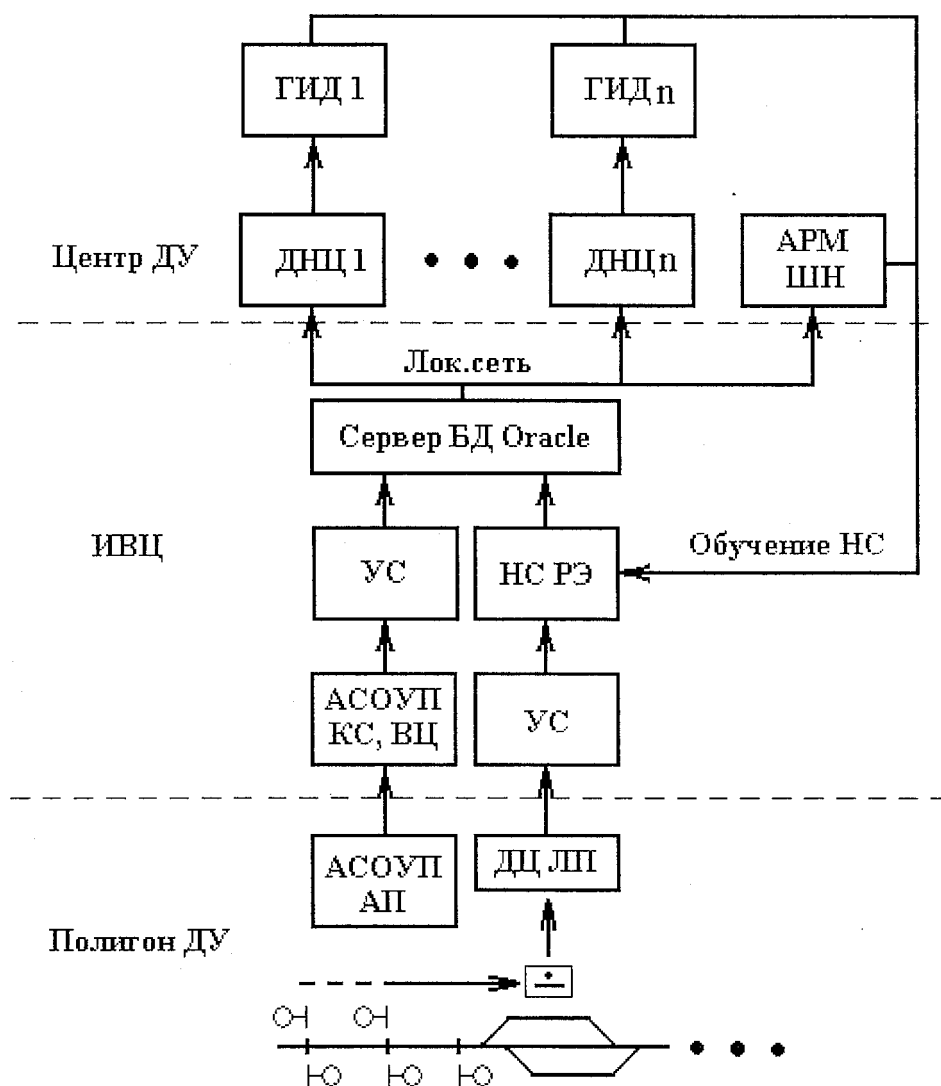 ГИД 1
ГИД n
Центр ДУ
ДНЦ 1
ДНЦ n
АРМ
ШН
Лок.сеть
Сервер БД Oracle
ИВЦ
УС
НС РЭ
Обучение НС
АСОУП
КС, ВЦ
УС
АСОУП
АП
ДЦ ЛП
Полигон ДУ